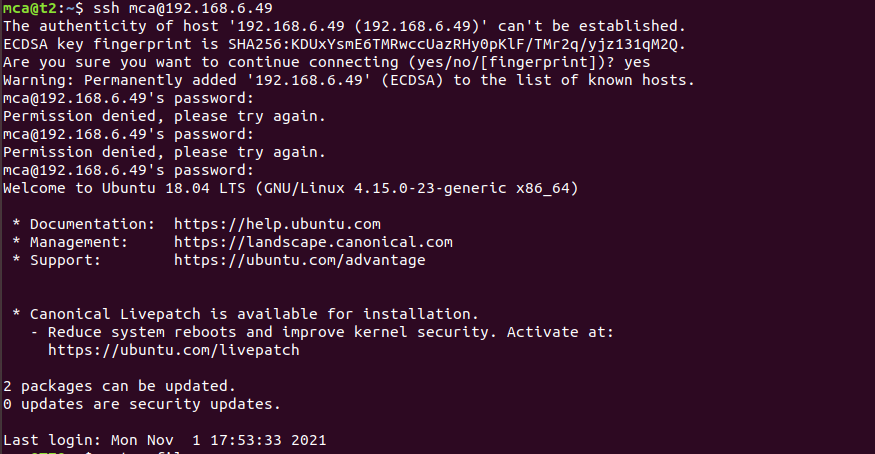 mca@t2:~$ ssh mca@192.168.6.49
The authenticity of host '192.168.6.49 (192.168.6.49)' can't be established.
ECDSA key fingerprint is SHA256:KDUxYsmE6TMRwccUazRHy0pKlF/TMr2q/yjz131qM2Q.
Are you sure you want to continue connecting (yes/no/[fingerprint])? yes
Warning: Permanently added '192.168.6.49' (ECDSA) to the list of known hosts.
mca@192.168.6.49's password:
Permission denied, please try again.
mca@192.168.6.49's password:
Permission denied, please try again.
mca@192.168.6.49's password:
Welcome to Ubuntu 18.04 LTS (GNU/Linux 4.15.0-23-generic x86_64)
* Documentation:  https://help.ubuntu.com
* Management:     https://landscape.canonical.com
* Support:        https://ubuntu.com/advantage
* Canonical Livepatch is available for installation.
- Reduce system reboots and improve kernel security. Activate at:
https://ubuntu.com/livepatch
2 packages can be updated.
0 updates are security updates.
Last login: Mon Nov  1 17:53:33 2021